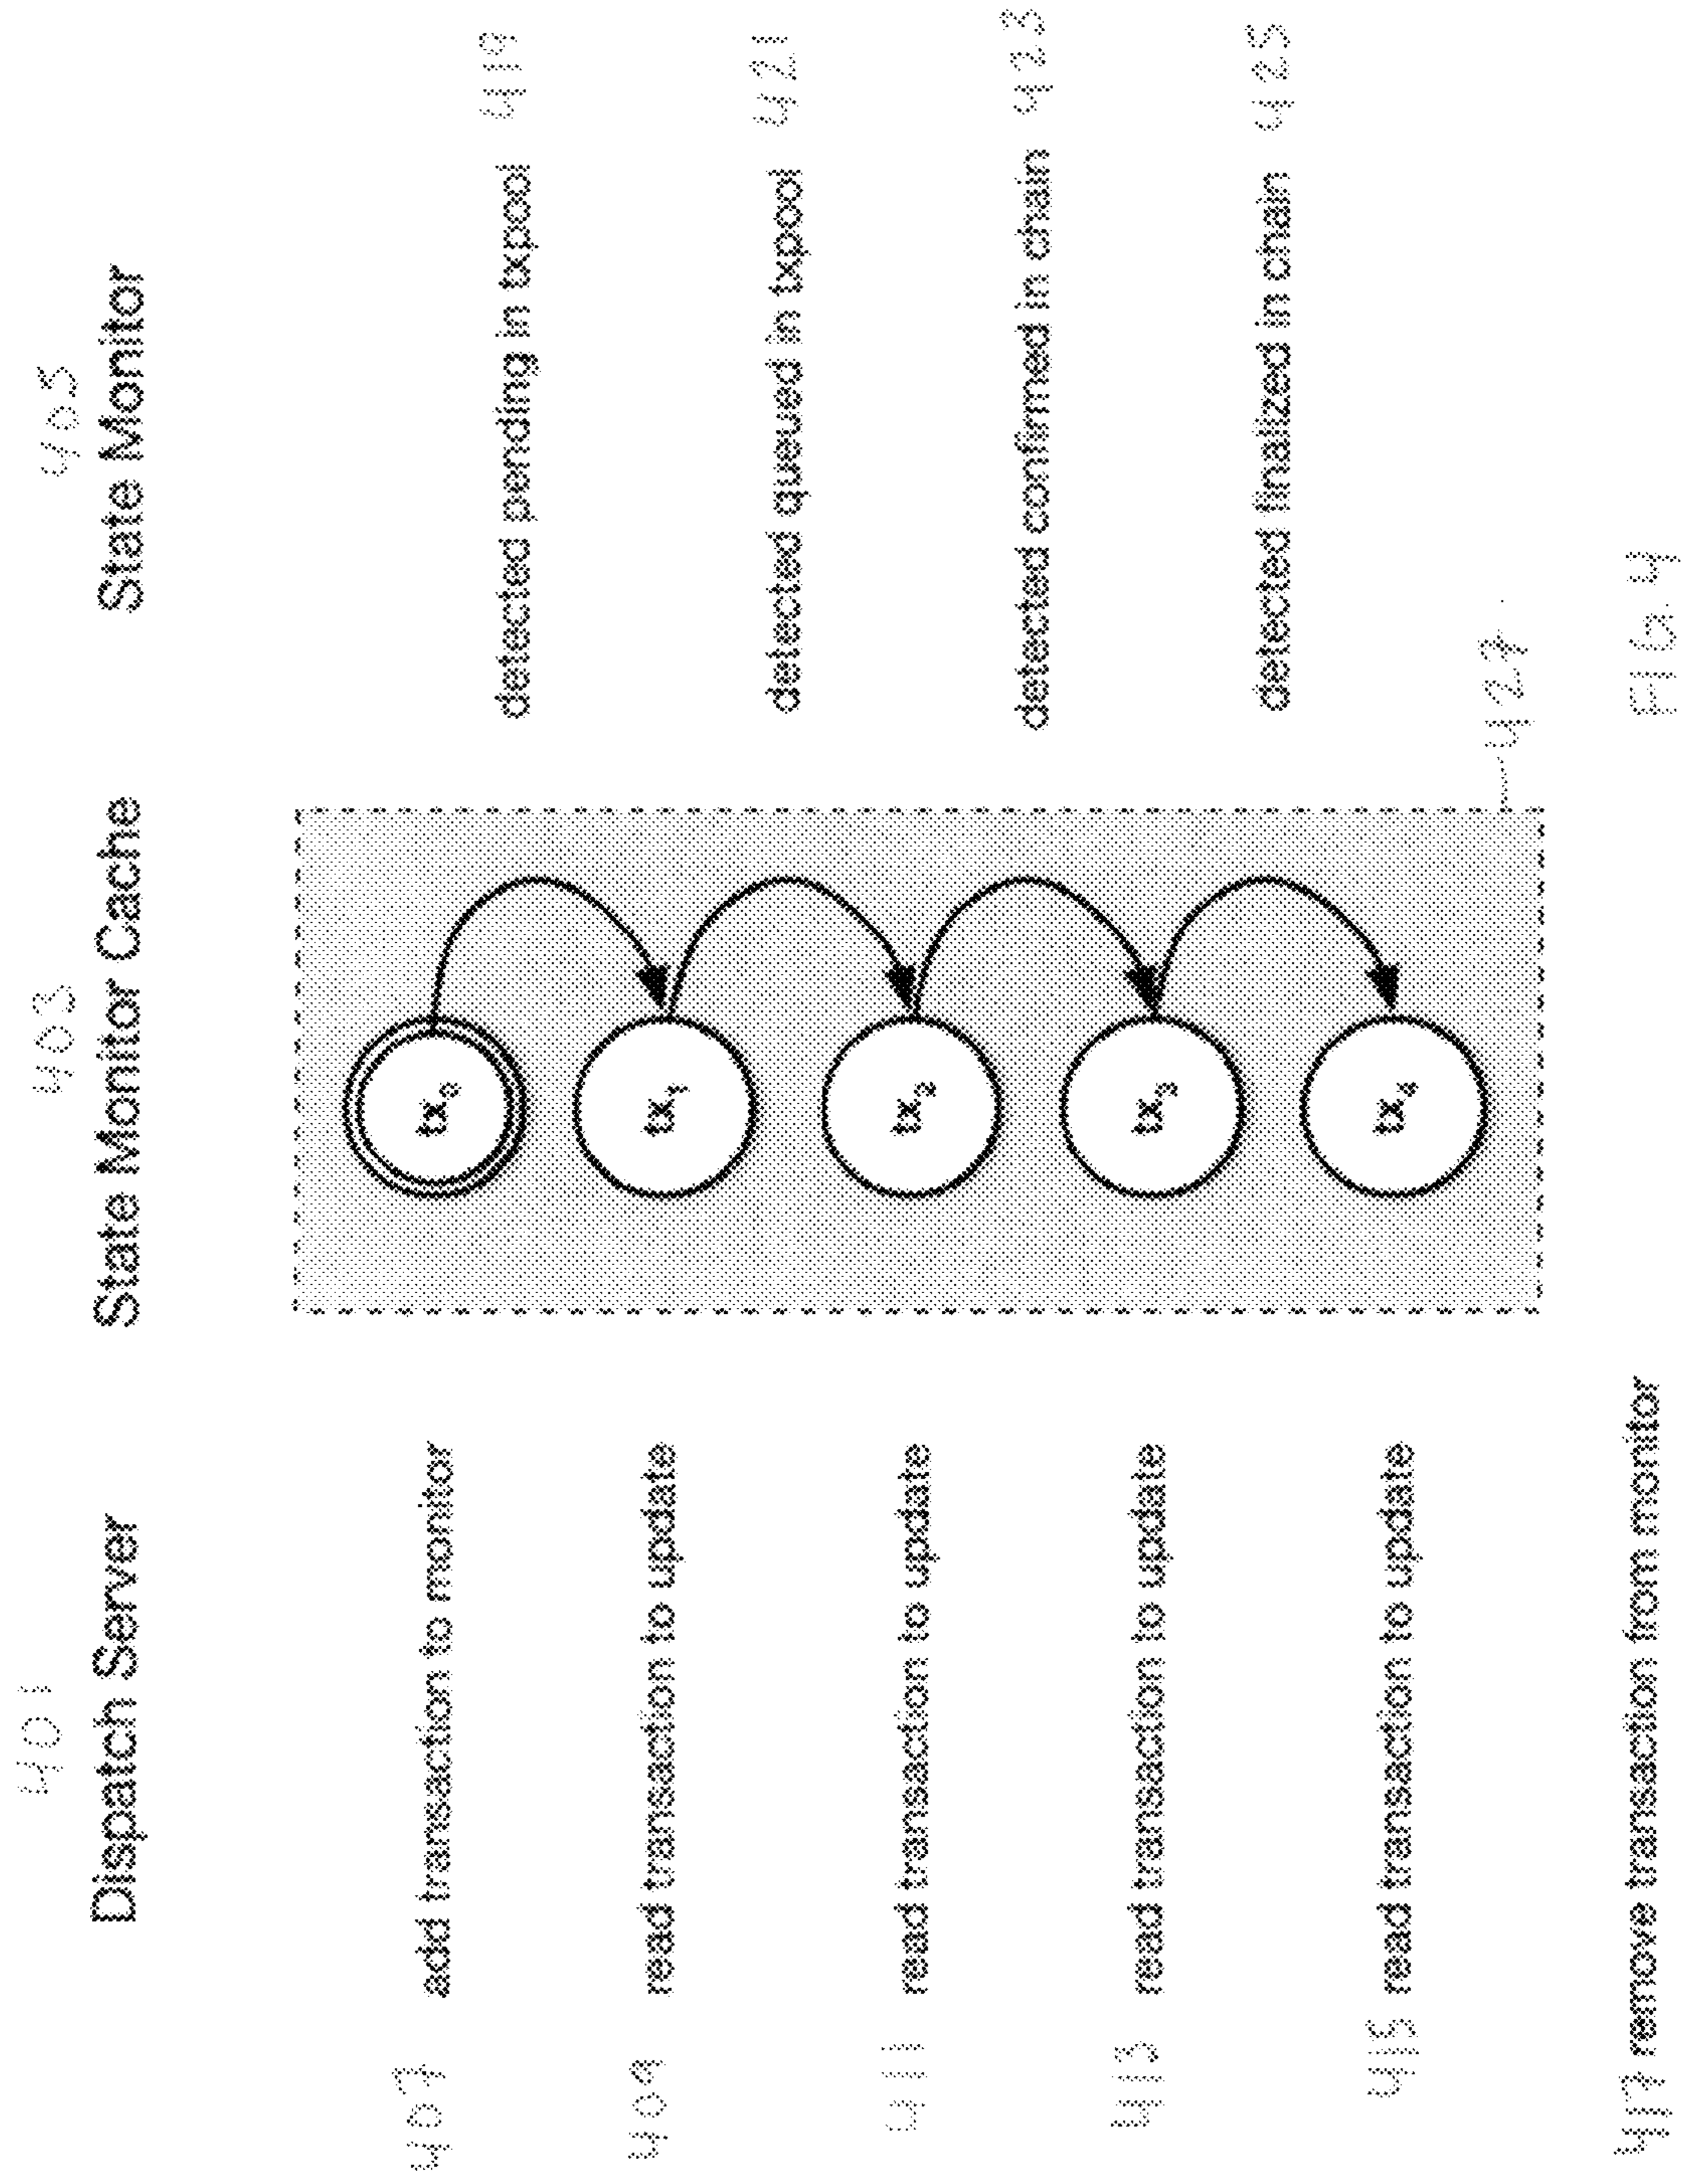 401 403 405
Dispatch Server State Monitor Cache State Monitor
407 add transaction to monitor tx0
detected pending in txpool 419
409 read transaction to update tx1
detected queued in txpool 421
411 read transaction to update tx2
detected confirmed in chain 423
413 read transaction to update tx3
detected finalized in chain 425
415 read transaction to update tx4
427
417 remove transaction from monitor
FIG. 4